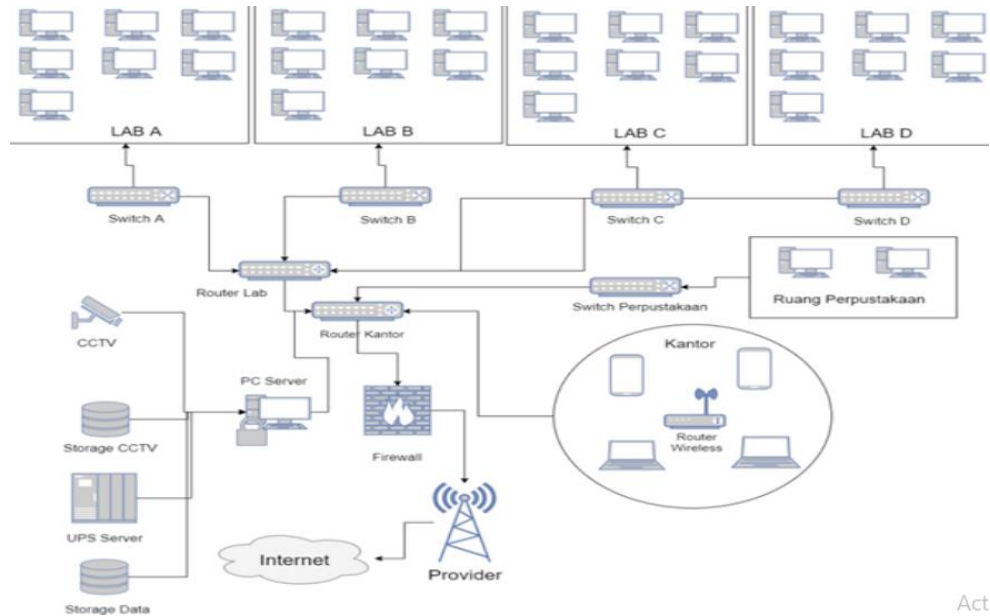 LAB A
LAB B
LAB C
LAB D
Switch A
Switch B
Switch C
Switch D
Router Lab
Switch Perpustakaan
Ruang Perpustakaan
CCTV
Router Kantor
Kantor
PC Server
Router
Wireless
Storage CCTV
Firewall
UPS Server
Internet
Provider
Storage Data
Act